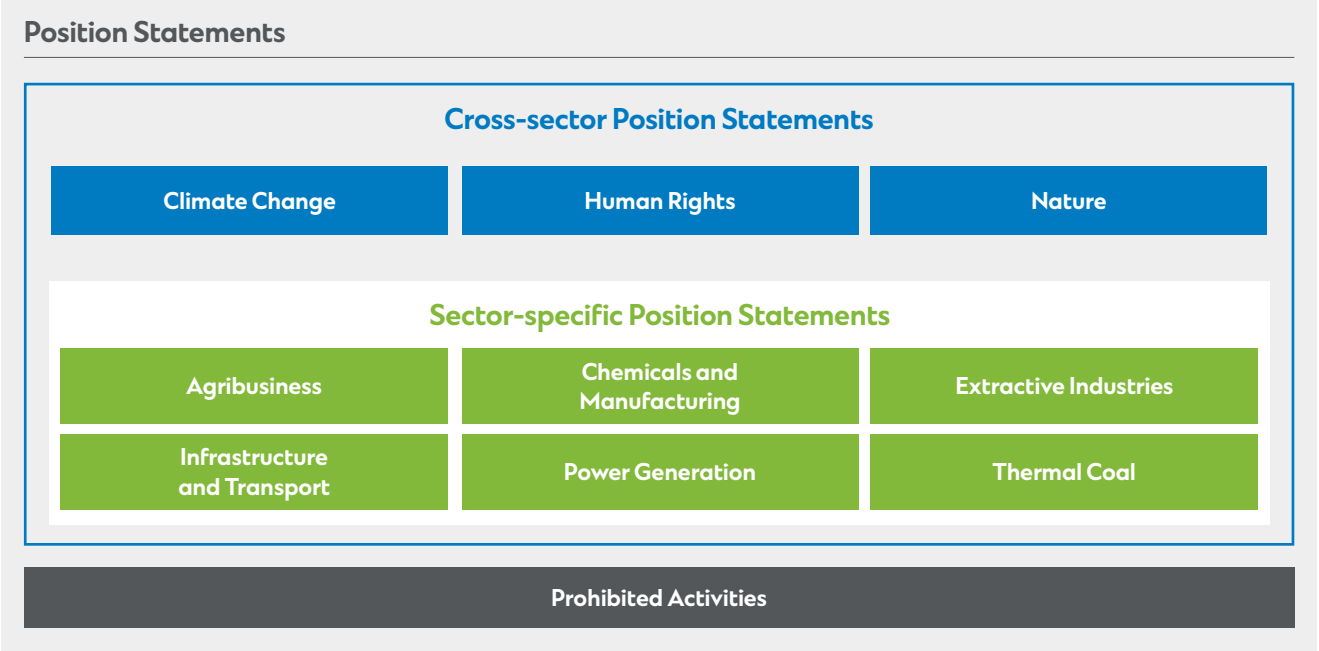 Position Statements
Cross-sector Position Statements
Climate Change
Human Rights
Nature
Sector-specific Position Statements
Agribusiness
Chemicals and
Manufacturing
Extractive Industries
Infrastructure
and Transport
Power Generation
Thermal Coal
Prohibited Activities